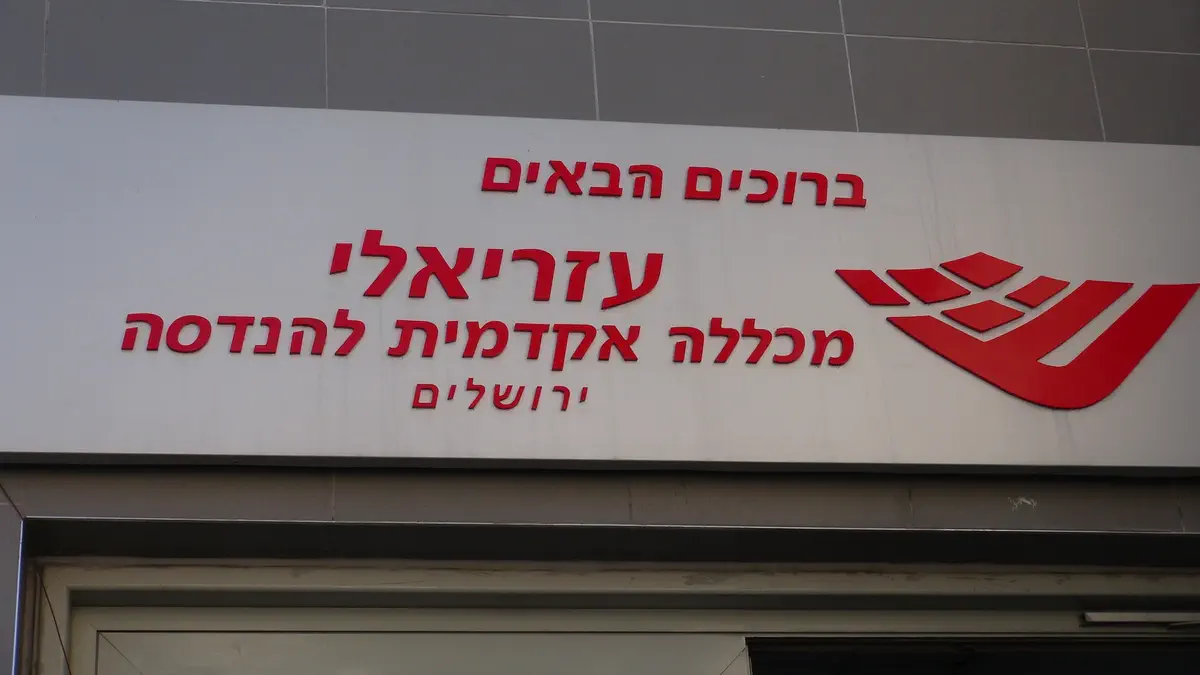 ברוכים הבאים
עזריאלי
מכללה אקדמית להנדסה
ירושלים